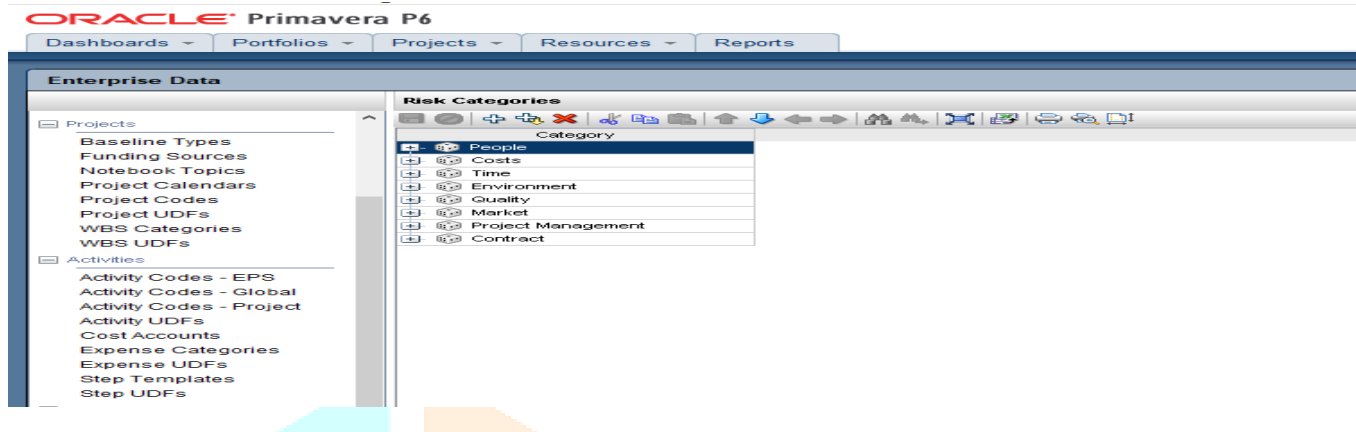 ORACLE Primavera P6
Dashboards Portfolios Projects Resources Reports
Enterprise Data
Risk Categories
Projects
Baseline Types
Funding Sources
Notebook Topics
Project Calendars
Project Codes
Project UDFs
WBS Categories
WBS UDFs
Activities
Activity Codes - EPS
Activity Codes - Global
Activity Codes - Project
Activity UDFs
Cost Accounts
Expense Categories
Expense UDFs
Step Templates
Step UDFs
Category
People
Costs
Time
Environment
Quality
Market
Project Management
Contract